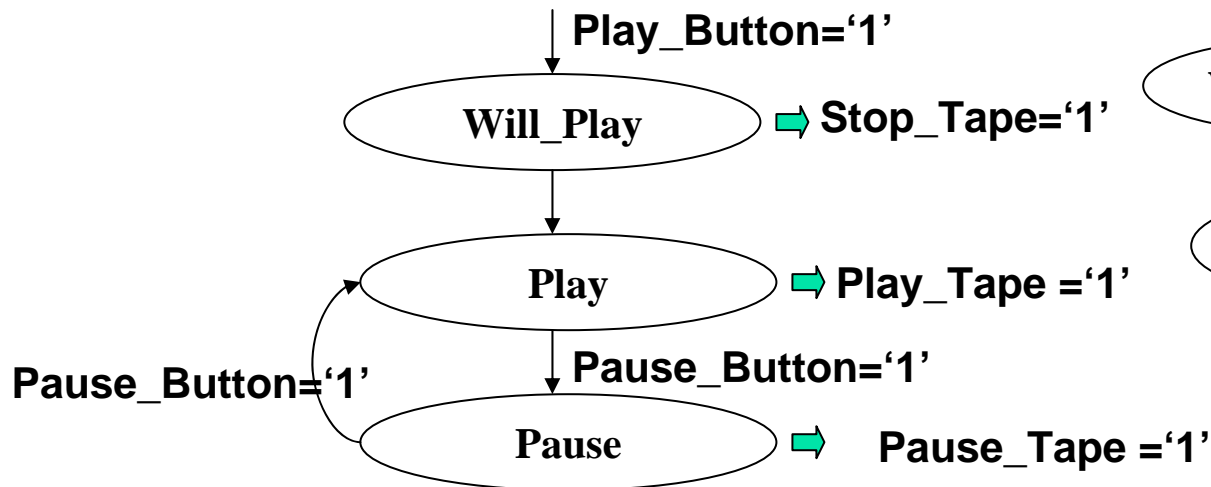 Play_Button=‘1’
Will_Play
Stop_Tape=‘1’
Play
Play_Tape =‘1’
Pause_Button=‘1’
Pause_Button=‘1’
Pause
Pause_Tape =‘1’